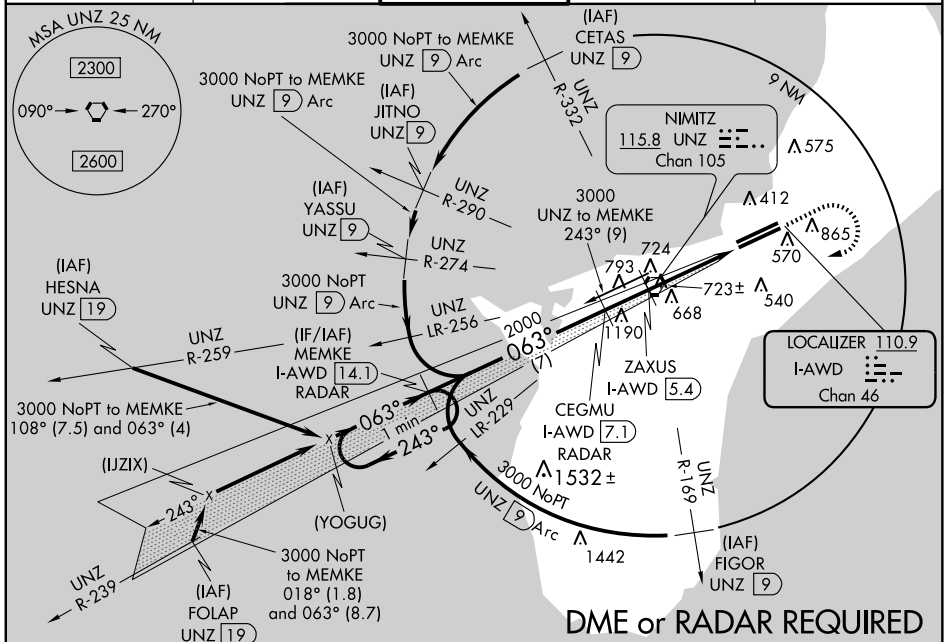 MSA UNZ 25 NM
2300
090°
270°
2600
3000 NoPT to MEMKE
UNZ 9 Arc
3000 NoPT to MEMKE
UNZ 9 Arc
(IAF)
JITNO
UNZ 9
(IAF)
CETAS
UNZ 9
UNZ
R-332
9 NM
NIMITZ
115.8 UNZ
Chan 105
575
412
865
570
540
UNZ
R-290
(IAF)
YASSU
UNZ 9
UNZ
R-274
3000
UNZ to MEMKE
243° (9)
793
724
723±
668
1190
(IAF)
HESNA
UNZ 19
3000 NoPT
UNZ 9 Arc
UNZ
LR-256
2000
063°
(7)
UNZ
R-259
(IF/IAF)
MEMKE
I-AWD 14.1
RADAR
ZAXUS
I-AWD 5.4
LOCALIZER 110.9
I-AWD
Chan 46
3000 NoPT to MEMKE
108° (7.5) and 063° (4)
063°
1 min
243°
UNZ
LR-229
CEGMU
I-AWD 7.1
RADAR
1532±
(IJZIX)
243°
(YOGUG)
3000 NoPT
UNZ 9 Arc
1442
UNZ
R-169
UNZ
R-239
(IAF)
FOLAP
UNZ 19
3000 NoPT
to MEMKE
018° (1.8)
and 063° (8.7)
(IAF)
FIGOR
UNZ 9
DME or RADAR REQUIRED